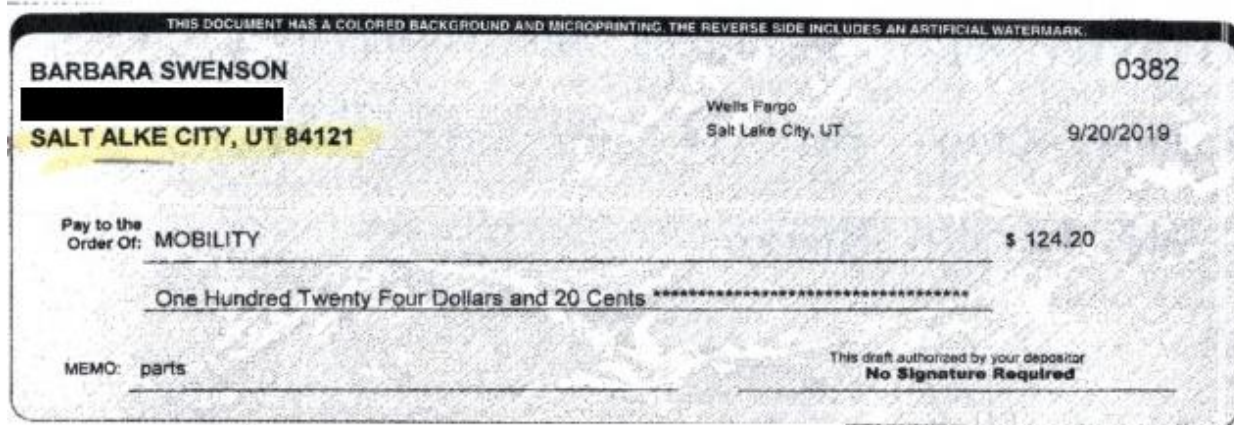 THIS DOCUMENT HAS A COLORED BACKGROUND AND MICROPRINTING. THE REVERSE SIDE INCLUDES AN ARTIFICIAL WATERMARK.
BARBARA SWENSON
0382
Wells Fargo
SALT ALKE CITY, UT 84121
Salt Lake City, UT
9/20/2019
Pay to the
Order Of: MOBILITY
$ 124.20
One Hundred Twenty Four Dollars and 20 Cents ************************************
MEMO: parts
This draft authorized by your depositor
No Signature Required